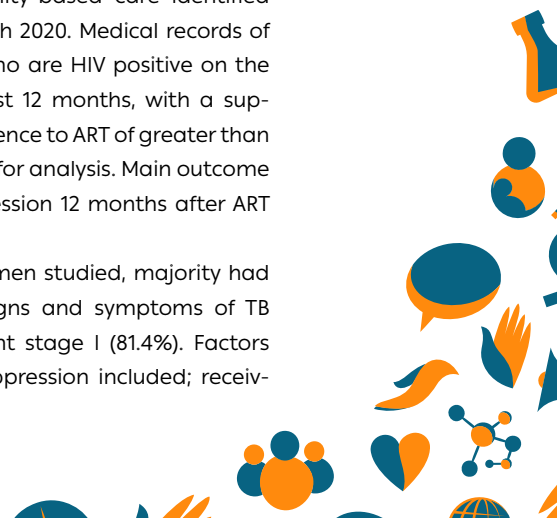 h 2020. Medical records of
who are HIV positive on the
st 12 months, with a sup-
ence to ART of greater than
for analysis. Main outcome
ession 12 months after ART
men studied, majority had
gns and symptoms of TB
nt stage I (81.4%). Factors
ppression included; receiv-